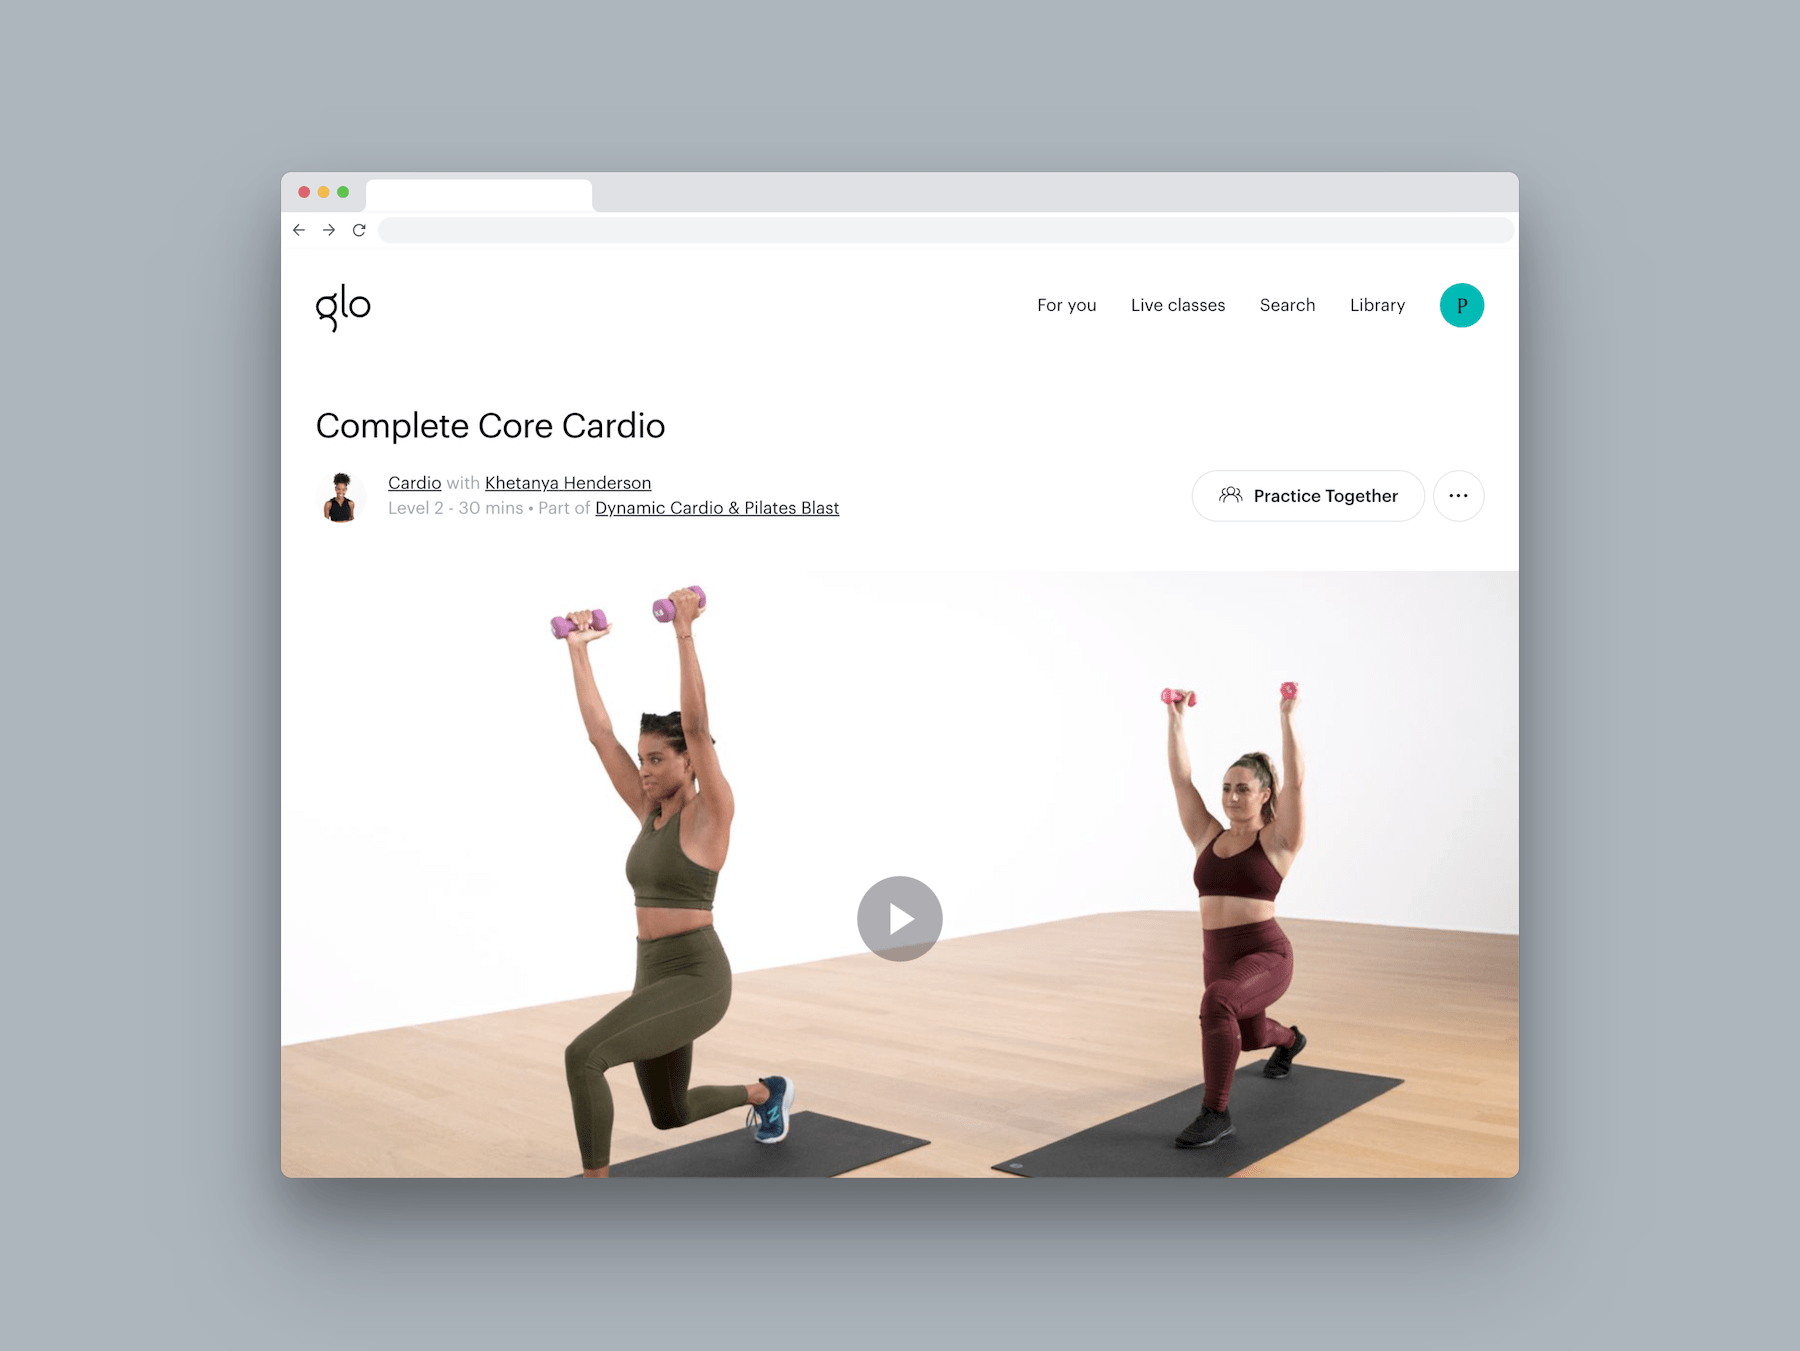 glo
For you
Live classes
Search
Library
P
Complete Core Cardio
Cardio with Khetanya Henderson
Level 2 - 30 mins • Part of Dynamic Cardio & Pilates Blast
Practice Together